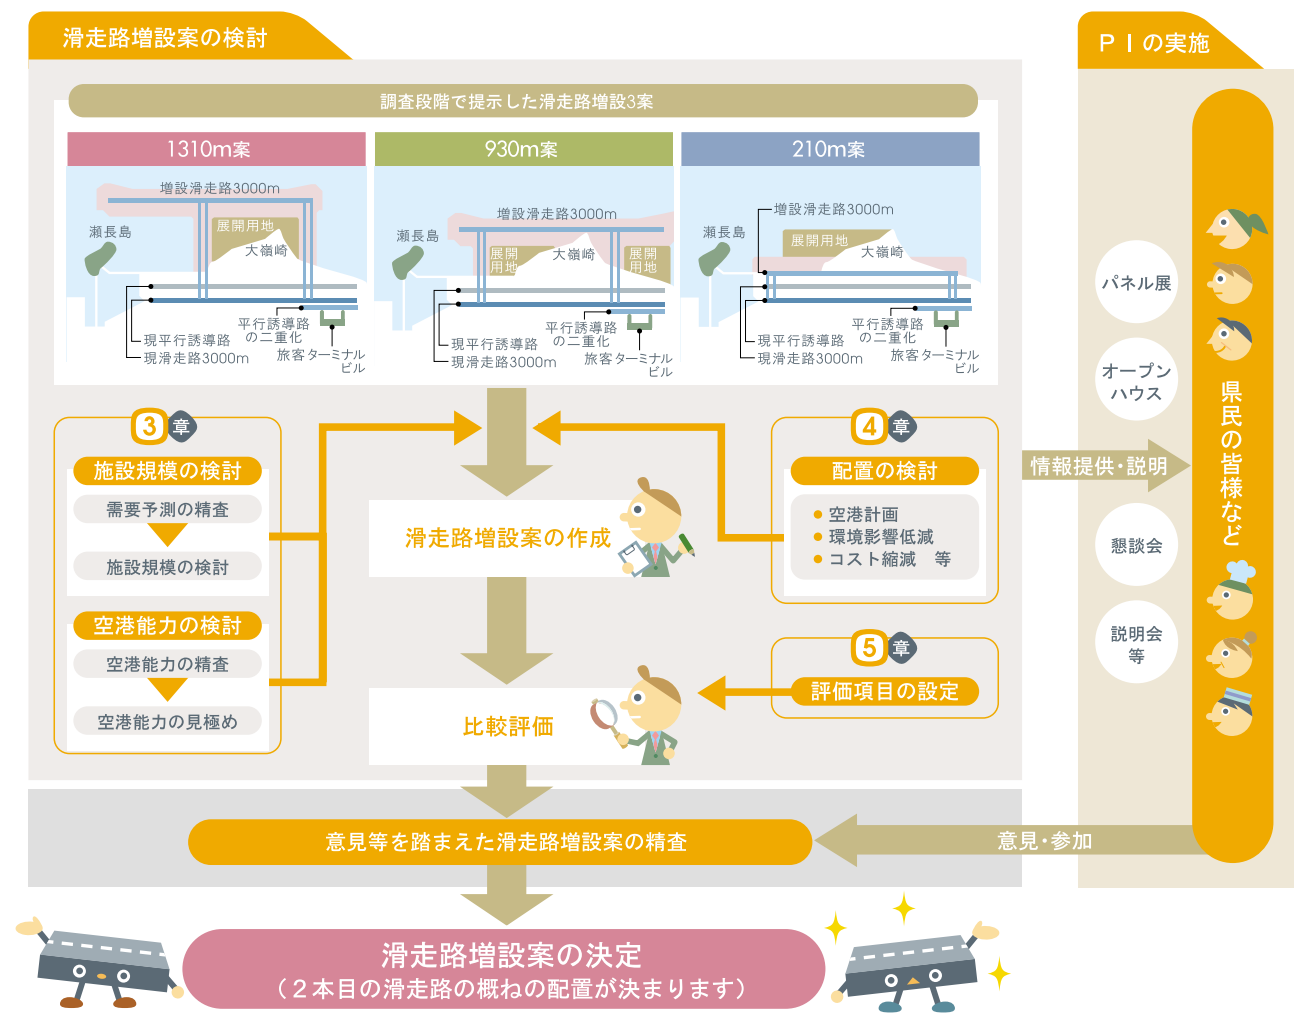 滑走路増設案の検討
PIの実施
調査段階で提示した滑走路増設3案
1310m案
増設滑走路3000m
展開用地
瀬長島
大嶺崎
平行誘導路
の二重化
現平行誘導路
現滑走路3000m
旅客ターミナル
ビル
930m案
増設滑走路3000m
瀬長島
展開
用地
大嶺崎
展開
用地
平行誘導路
の二重化
現平行誘導路
現滑走路3000m
旅客ターミナル
ビル
210m案
増設滑走路3000m
瀬長島
展開用地
大嶺崎
平行誘導路
の二重化
現平行誘導路
現滑走路3000m
旅客ターミナル
ビル
3章
施設規模の検討
需要予測の精査
施設規模の検討
空港能力の検討
空港能力の精査
空港能力の見極め
4章
配置の検討
● 空港計画
● 環境影響低減
● コスト縮減 等
滑走路増設案の作成
5章
評価項目の設定
比較評価
情報提供・説明
パネル展
オープン
ハウス
懇談会
説明会
等
県民の皆様など
意見等を踏まえた滑走路増設案の精査
意見・参加
滑走路増設案の決定
（２本目の滑走路の概ねの配置が決まります）